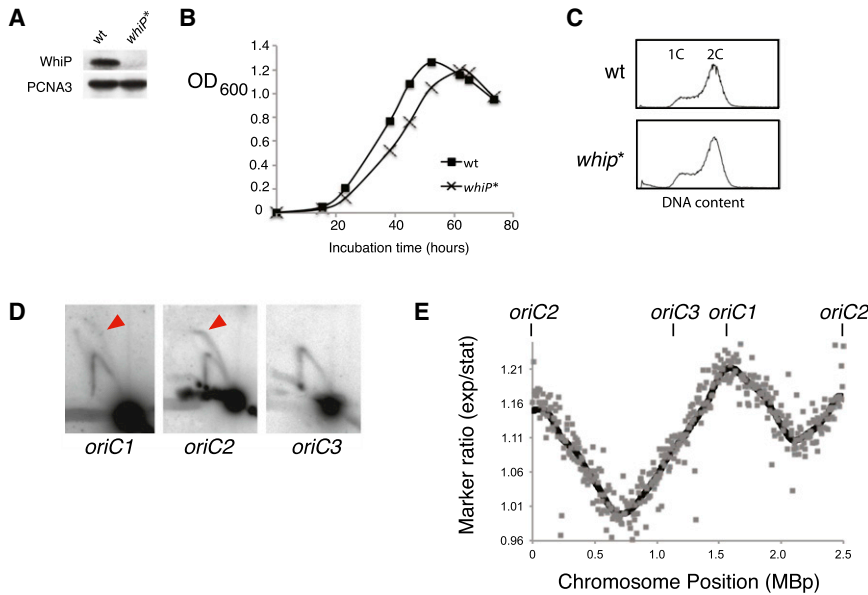 A
wt
whiP*
WhiP
PCNA3
B
OD600
1.4
1.2
1.0
0.8
0.6
0.4
0.2
0
20
40
60
80
Incubation time (hours)
wt
whiP*
C
wt
1C
2C
whip*
DNA content
D
oriC1
oriC2
oriC3
E
oriC2
oriC3
oriC1
oriC2
Marker ratio (exp/stat)
1.21
1.16
1.11
1.06
1.01
0.96
0
0.5
1.0
1.5
2.0
2.5
Chromosome Position (MBp)